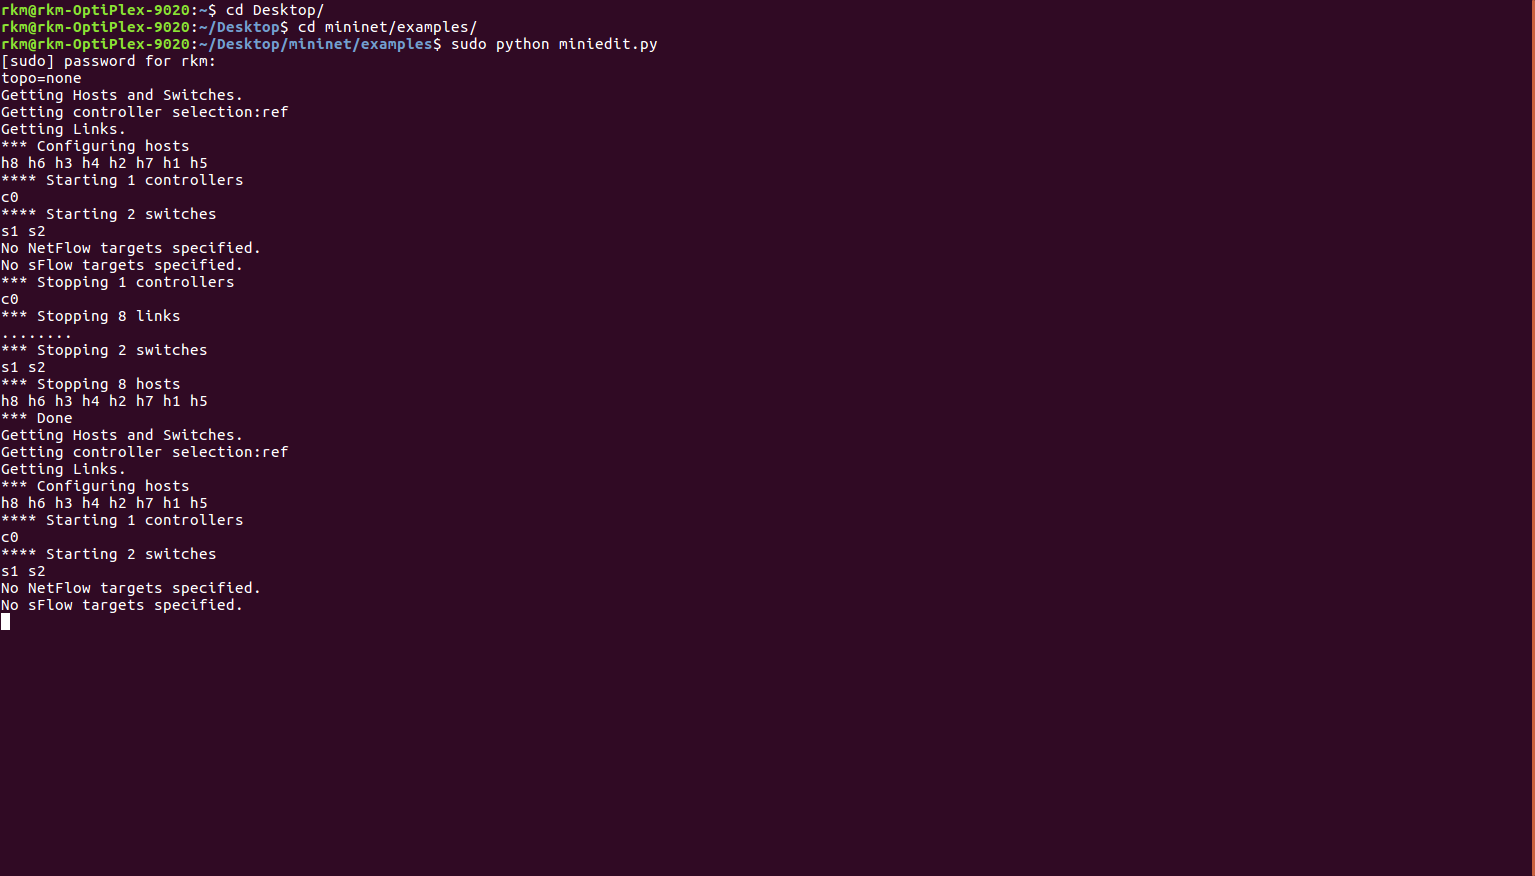 rkm@rkm-OptiPlex-9020:~$ cd Desktop/
rkm@rkm-OptiPlex-9020:~/Desktop$ cd mininet/examples/
rkm@rkm-OptiPlex-9020:~/Desktop/mininet/examples$ sudo python miniedit.py
[sudo] password for rkm:
topo=none
Getting Hosts and Switches.
Getting controller selection:ref
Getting Links.
*** Configuring hosts
h8 h6 h3 h4 h2 h7 h1 h5
**** Starting 1 controllers
c0
**** Starting 2 switches
s1 s2
No NetFlow targets specified.
No sFlow targets specified.
*** Stopping 1 controllers
c0
*** Stopping 8 links
........
*** Stopping 2 switches
s1 s2
*** Stopping 8 hosts
h8 h6 h3 h4 h2 h7 h1 h5
*** Done
Getting Hosts and Switches.
Getting controller selection:ref
Getting Links.
*** Configuring hosts
h8 h6 h3 h4 h2 h7 h1 h5
**** Starting 1 controllers
c0
**** Starting 2 switches
s1 s2
No NetFlow targets specified.
No sFlow targets specified.